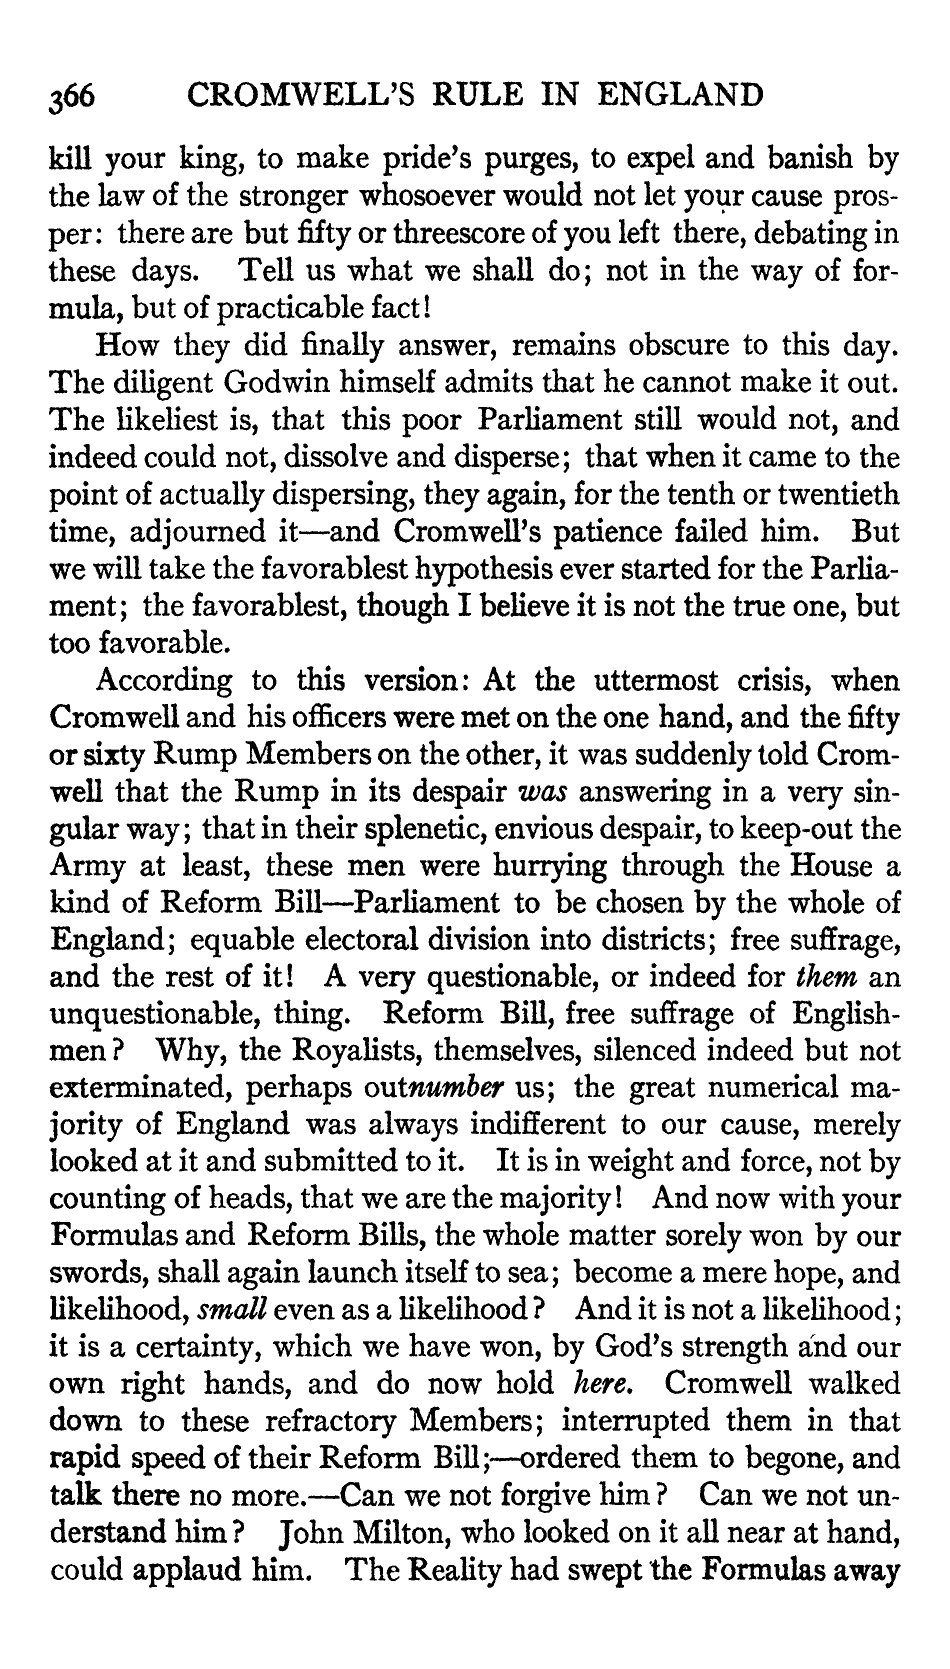 366 CROMWELL'S RULE IN ENGLAND
kill your king, to make pride's purges, to expel and banish by
the law of the stronger whosoever would not let your cause pros-
per: there are but fifty or threescore of you left there, debating in
these days. Tell us what we shall do; not in the way of for-
mula, but of practicable fact!
How they did finally answer, remains obscure to this day.
The diligent Godwin himself admits that he cannot make it out.
The likeliest is, that this poor Parliament still would not, and
indeed could not, dissolve and disperse; that when it came to the
point of actually dispersing, they again, for the tenth or twentieth
time, adjourned it—and Cromwell's patience failed him. But
we will take the favorablest hypothesis ever started for the Parlia-
ment; the favorablest, though I believe it is not the true one, but
too favorable.
According to this version: At the uttermost crisis, when
Cromwell and his officers were met on the one hand, and the fifty
or sixty Rump Members on the other, it was suddenly told Crom-
well that the Rump in its despair was answering in a very sin-
gular way; that in their splenetic, envious despair, to keep-out the
Army at least, these men were hurrying through the House a
kind of Reform Bill—Parliament to be chosen by the whole of
England; equable electoral division into districts; free suffrage,
and the rest of it! A very questionable, or indeed for them an
unquestionable, thing. Reform Bill, free suffrage of English-
men? Why, the Royalists, themselves, silenced indeed but not
exterminated, perhaps outnumber us; the great numerical ma-
jority of England was always indifferent to our cause, merely
looked at it and submitted to it. It is in weight and force, not by
counting of heads, that we are the majority! And now with your
Formulas and Reform Bills, the whole matter sorely won by our
swords, shall again launch itself to sea; become a mere hope, and
likelihood, small even as a likelihood? And it is not a likelihood;
it is a certainty, which we have won, by God's strength and our
own right hands, and do now hold here. Cromwell walked
down to these refractory Members; interrupted them in that
rapid speed of their Reform Bill;—ordered them to begone, and
talk there no more.—Can we not forgive him? Can we not un-
derstand him? John Milton, who looked on it all near at hand,
could applaud him. The Reality had swept the Formulas away